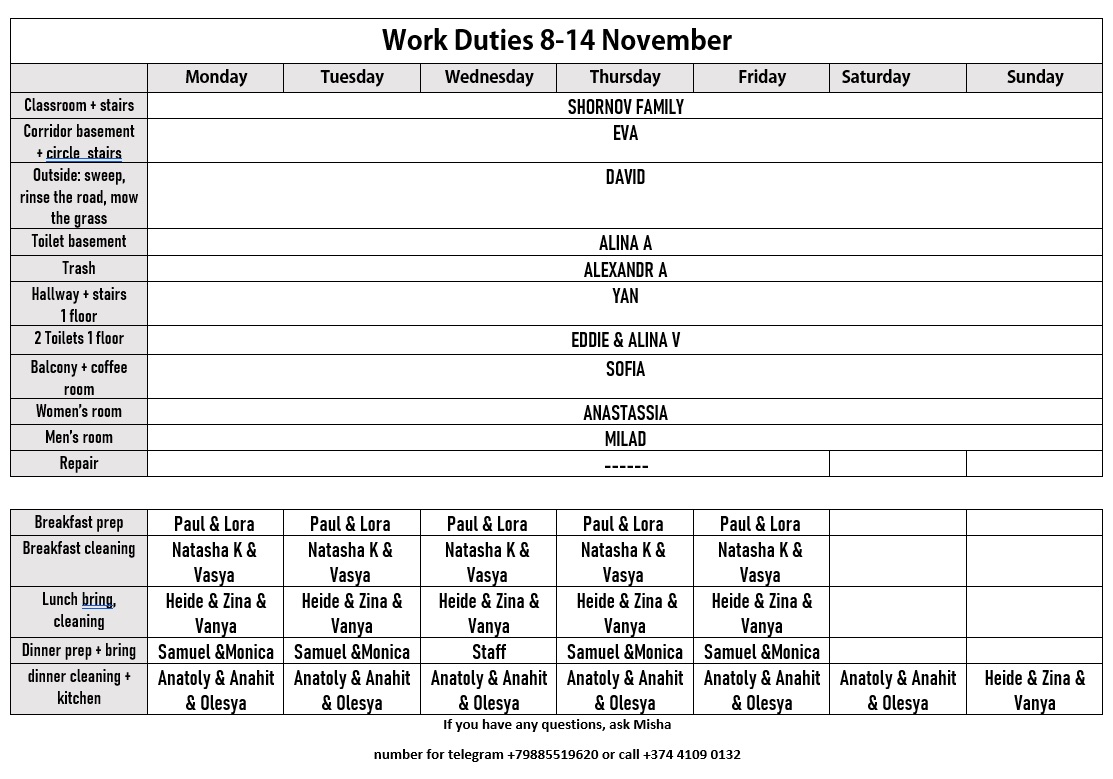 Work Duties 8-14 November
Monday Tuesday Wednesday Thursday Friday Saturday Sunday
Classroom + stairs SHORNOV FAMILY
Corridor basement EVA
+ circle stairs
Outside: sweep, DAVID
rinse the road, mow
the grass
Toilet basement ALINA A
Trash ALEXANDR A
Hallway + stairs YAN
1 floor
2 Toilets 1 floor EDDIE & ALINA V
Balcony + coffee SOFIA
room
Women's room ANASTASSIA
Men's room MILAD
Repair ------
Breakfast prep Paul & Lora Paul & Lora Paul & Lora Paul & Lora Paul & Lora
Breakfast cleaning Natasha K & Natasha K & Natasha K & Natasha K & Natasha K &
Vasya Vasya Vasya Vasya Vasya
Lunch bring, Heide & Zina & Heide & Zina & Heide & Zina & Heide & Zina & Heide & Zina &
cleaning Vanya Vanya Vanya Vanya Vanya
Dinner prep + bring Samuel &Monica Samuel &Monica Staff Samuel &Monica Samuel &Monica
dinner cleaning + Anatoly & Anahit Anatoly & Anahit Anatoly & Anahit Anatoly & Anahit Anatoly & Anahit Anatoly & Anahit Heide & Zina &
kitchen & Olesya & Olesya & Olesya & Olesya & Olesya & Olesya Vanya
If you have any questions, ask Misha
number for telegram +79885519620 or call +374 4109 0132